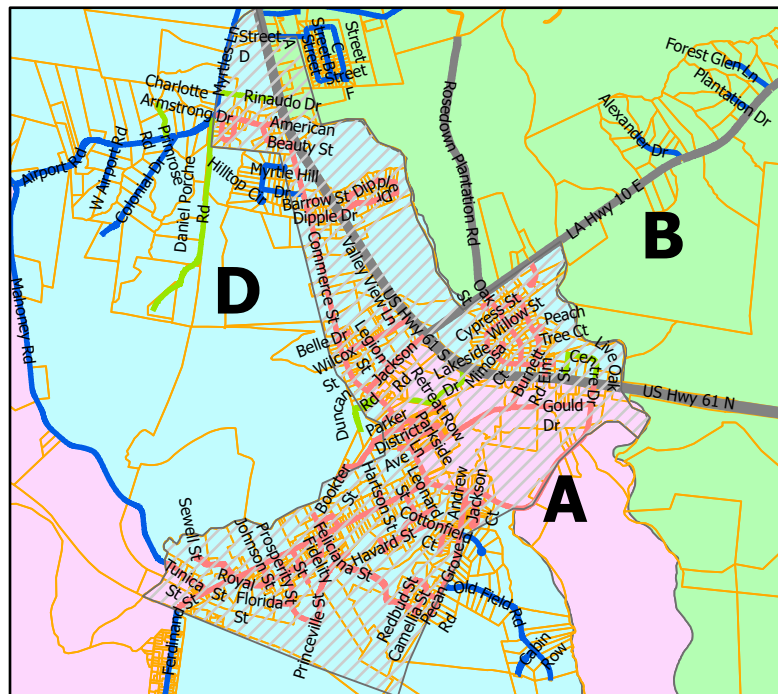 Street A
Street B
Street
C Street
Street F
D
Myrtles Ln
Forest Glen Ln
Plantation Dr
Alexander Dr
Charlotte
Armstrong Dr
Rinaudo Dr
American
Beauty St
Airport Rd
W Airport Rd
Primrose
Rd
Colonial Dr
Daniel Porche
Rd
Hilltop Cir
Myrtle Hill
Dr
Barrow St
Dipple
Dr
Dipple Dr
Rosedown Plantation Rd
LA Hwy 10 E
B
D
Mahoney Rd
Commerce St
Valley View Ln
US Hwy 61 S
Oak
St
Cypress St
Willow St
Peach
Tree Ct
Live Oak
Centre Dr
Belle Dr
Wilcox
St
Legion
St
Jackson
Rd
Lakeside
Dr
Mimosa
Ct
Burnett
Rd
Elm
St
US Hwy 61 N
Gould
Dr
Duncan
Rd
Retreat Row
Parker
District
Ave
Parkside
Ln
A
Bookter
St
Hartson St
Leonard
St
Andrew
Jackson
Ct
Cottonfield
Ct
Havard St
Sewell St
Johnson St
Prosperity St
St
Feliciana St
Fidelity
Tunica
St
St
Royal
St
Florida
St
Princeville St
Redbud St
Camellia St
Pecan Grove
Rd
Old Field Rd
Cabin
Row
Ferdinand